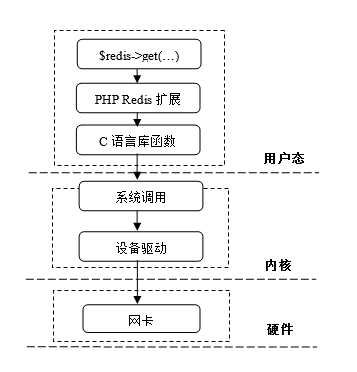 $redis->get(…)
PHP Redis 扩展
C 语言库函数
用户态
系统调用
设备驱动
内核
网卡
硬件